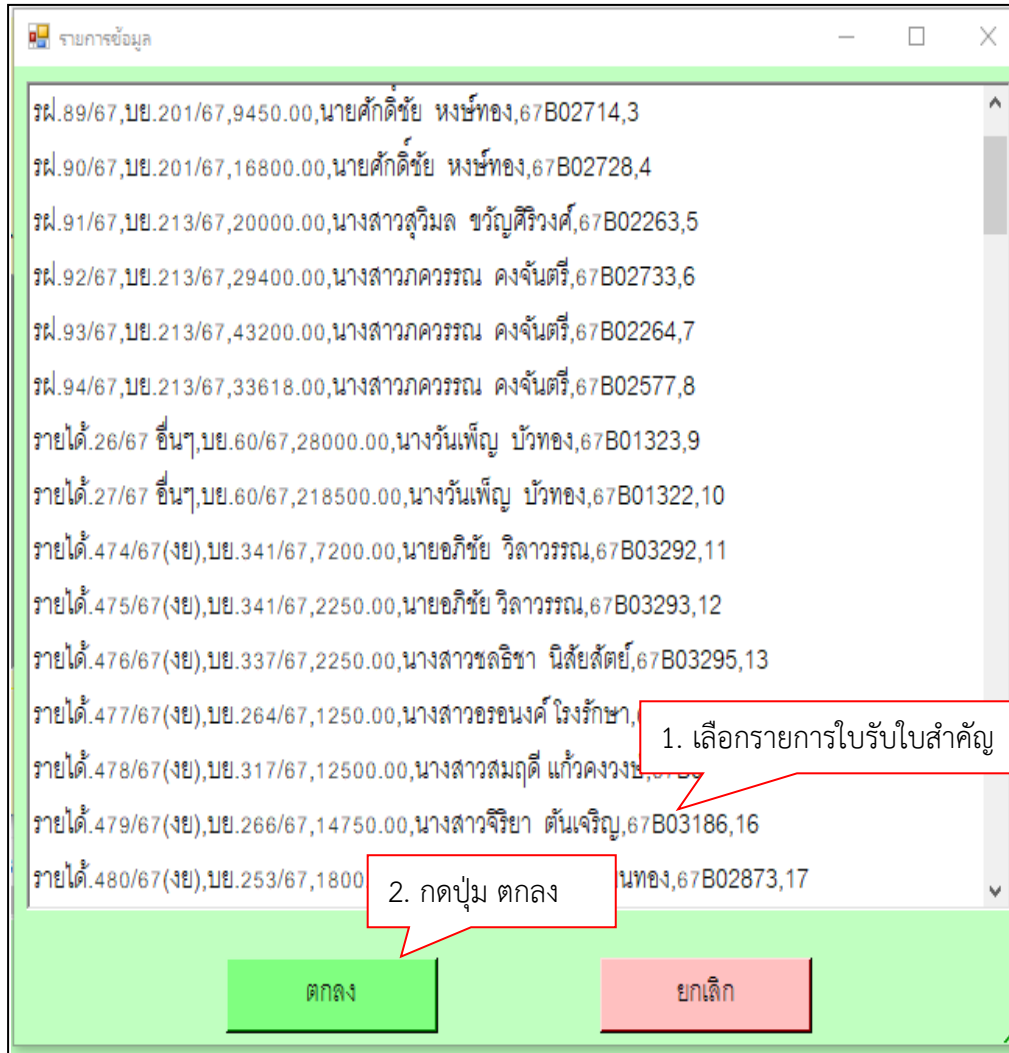 รายการข้อมูล
รฝ.89/67,บย.201/67,9450.00,นายศักดิ์ชัย หงษ์ทอง,67B02714,3
รฝ.90/67,บย.201/67,16800.00,นายศักดิ์ชัย หงษ์ทอง,67B02728,4
รฝ.91/67,บย.213/67,20000.00,นางสาวสุวิมล ขวัญศิริวงศ์,67B02263,5
รฝ.92/67,บย.213/67,29400.00,นางสาวภควรรณ คงจันตรี,67B02733,6
รฝ.93/67,บย.213/67,43200.00,นางสาวภควรรณ คงจันตรี,67B02264,7
รฝ.94/67,บย.213/67,33618.00,นางสาวภควรรณ คงจันตรี,67B02577,8
รายได้.26/67 อื่นๆ,บย.60/67,28000.00,นางวันเพ็ญ บัวทอง,67B01323,9
รายได้.27/67 อื่นๆ,บย.60/67,218500.00,นางวันเพ็ญ บัวทอง,67B01322,10
รายได้.474/67(งย),บย.341/67,7200.00,นายอภิชัย วิลาวรรณ,67B03292,11
รายได้.475/67(งย),บย.341/67,2250.00,นายอภิชัย วิลาวรรณ,67B03293,12
รายได้.476/67(งย),บย.337/67,2250.00,นางสาวชลธิชา นิสัยสัตย์,67B03295,13
รายได้.477/67(งย),บย.264/67,1250.00,นางสาวอรอนงค์ โรงรักษา,
1. เลือกรายการใบรับใบสำคัญ
รายได้.478/67(งย),บย.317/67,12500.00,นางสาวสมฤดี แก้วคงวงษ
รายได้.479/67(งย),บย.266/67,14750.00,นางสาวจิริยา ตันเจริญ,67B03186,16
รายได้.480/67(งย),บย.253/67,1800 นทอง,67B02873,17
2. กดปุ่ม ตกลง
ตกลง ยกเลิก